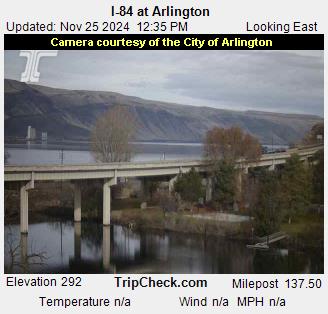 I-84 at Arlington
Updated: Nov 25 2024 12:35 PM Looking East
Camera courtesy of the City of Arlington
Elevation 292 TripCheck.com Milepost 137.50
Temperature n/a Wind n/a MPH n/a